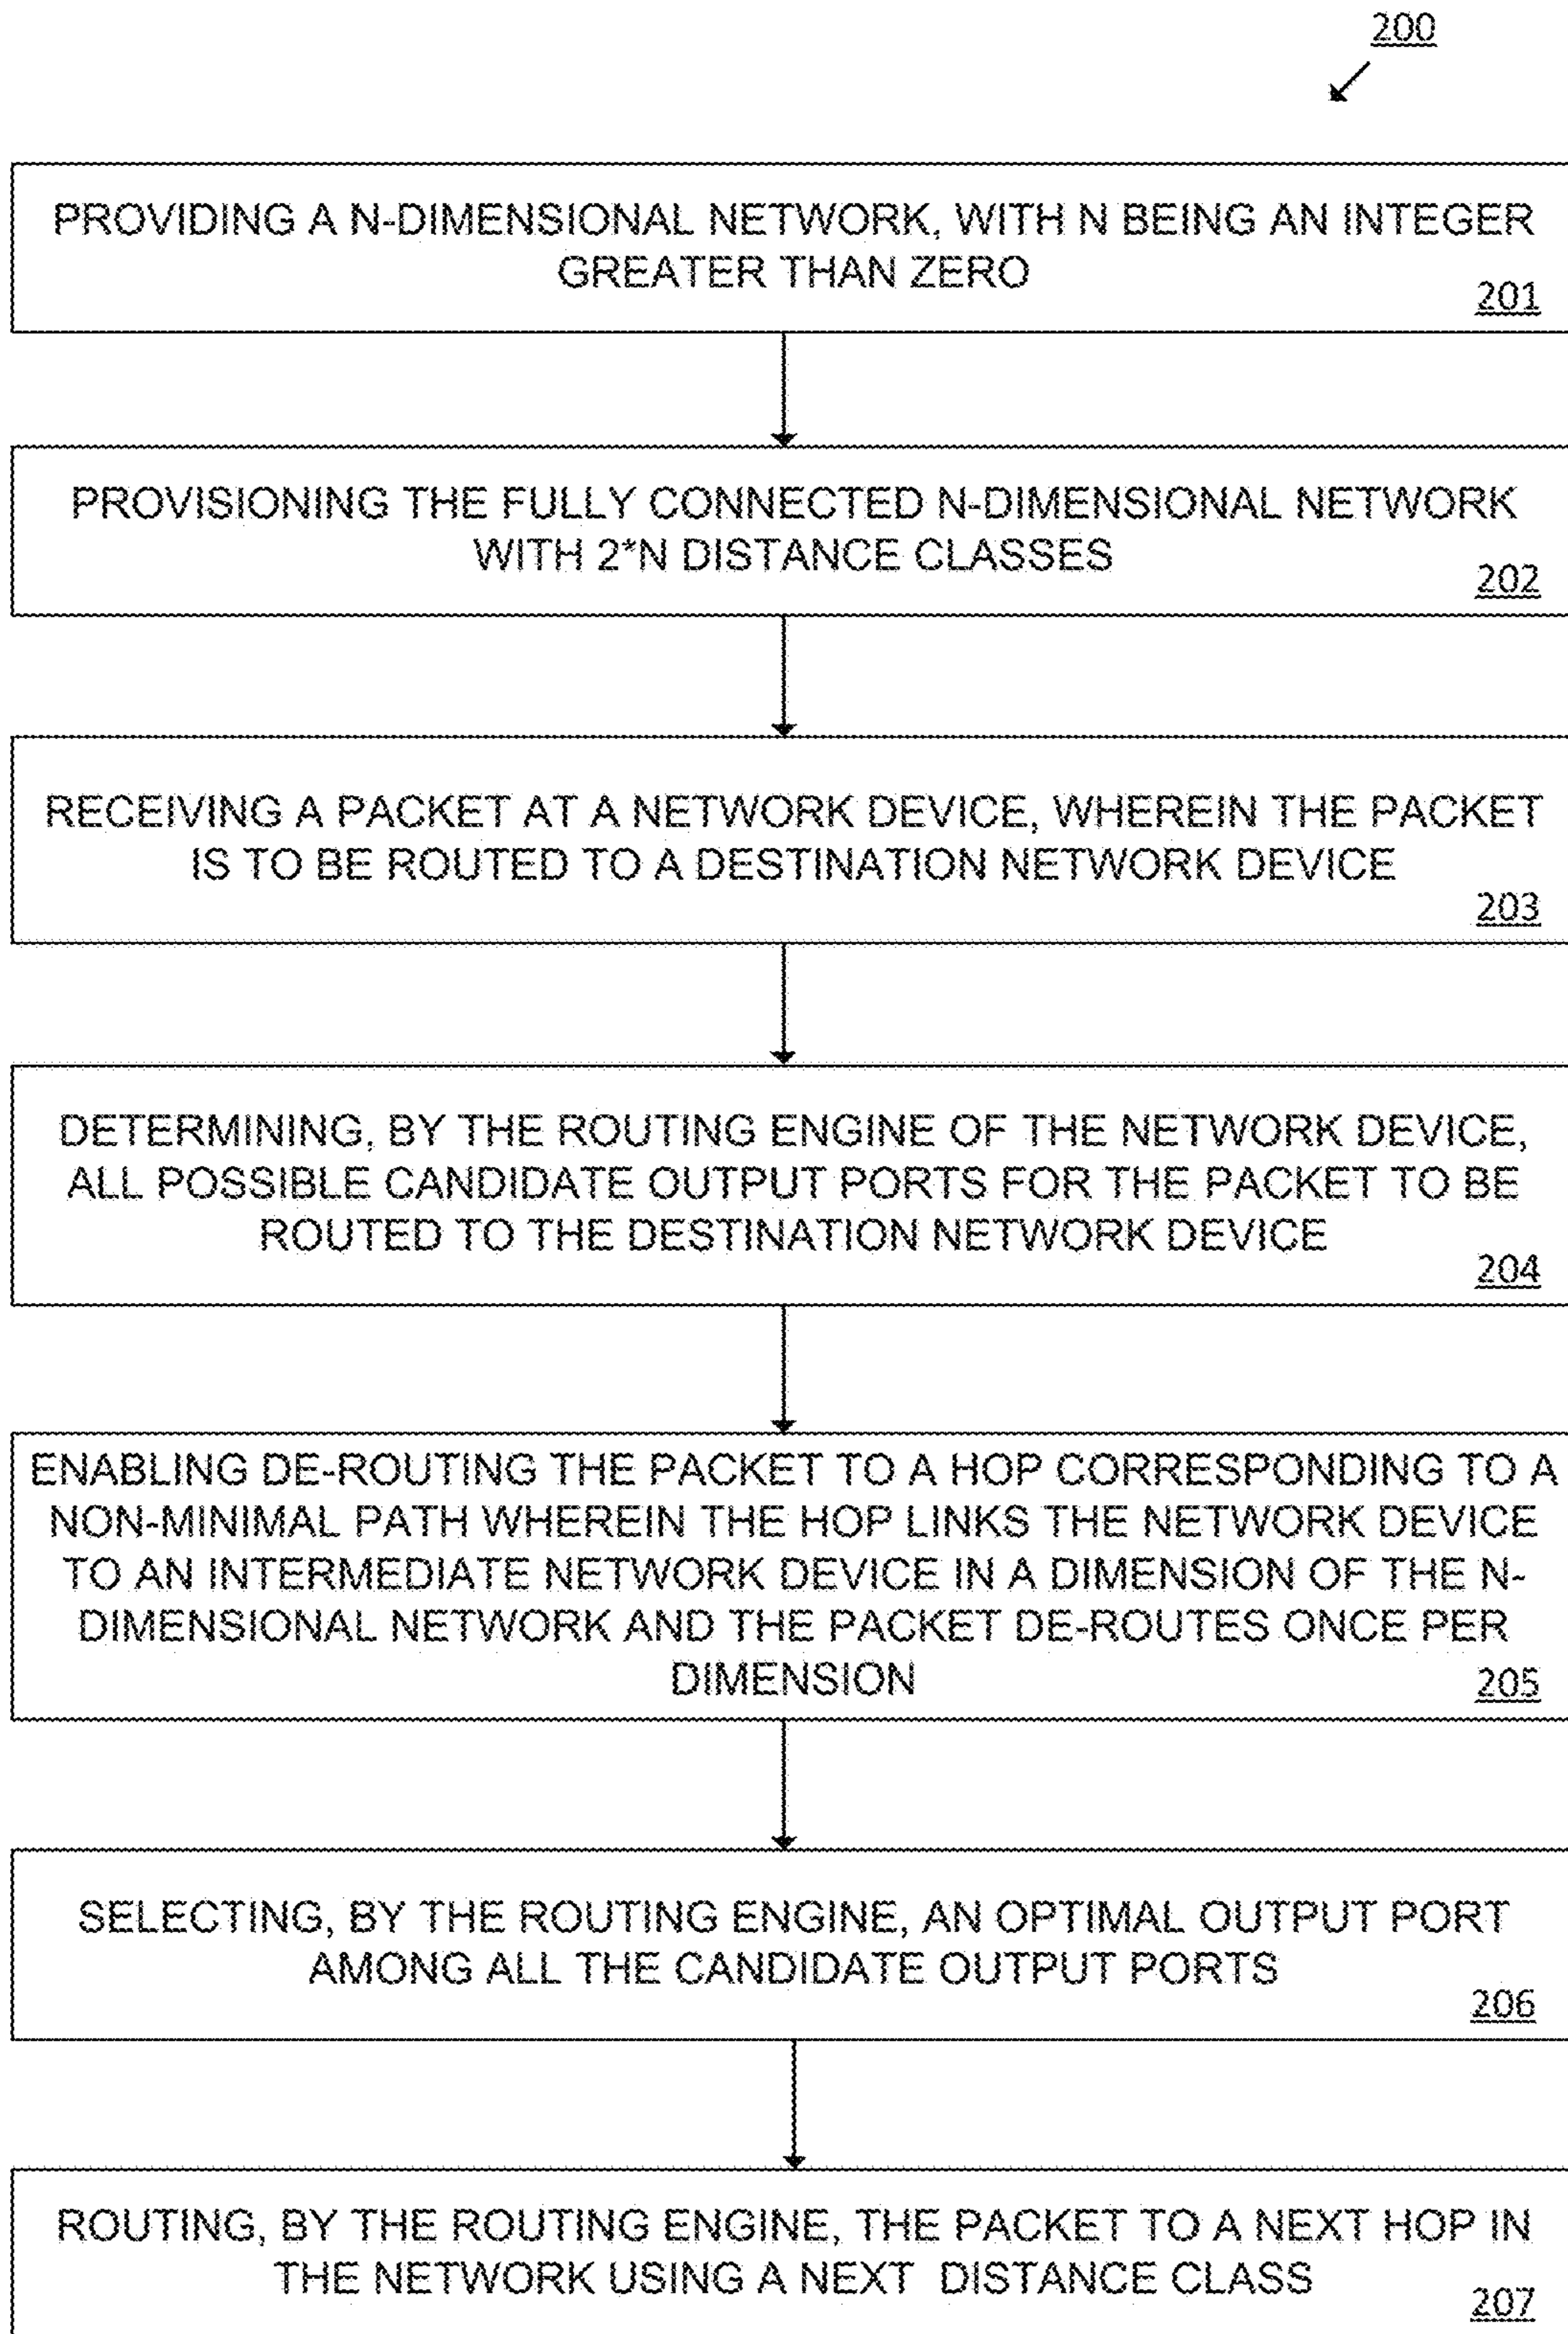 200
PROVIDING A N-DIMENSIONAL NETWORK, WITH N BEING AN INTEGER
GREATER THAN ZERO
201
PROVISIONING THE FULLY CONNECTED N-DIMENSIONAL NETWORK
WITH 2*N DISTANCE CLASSES
202
RECEIVING A PACKET AT A NETWORK DEVICE, WHEREIN THE PACKET
IS TO BE ROUTED TO A DESTINATION NETWORK DEVICE
203
DETERMINING, BY THE ROUTING ENGINE OF THE NETWORK DEVICE,
ALL POSSIBLE CANDIDATE OUTPUT PORTS FOR THE PACKET TO BE
ROUTED TO THE DESTINATION NETWORK DEVICE
204
ENABLING DE-ROUTING THE PACKET TO A HOP CORRESPONDING TO A
NON-MINIMAL PATH WHEREIN THE HOP LINKS THE NETWORK DEVICE
TO AN INTERMEDIATE NETWORK DEVICE IN A DIMENSION OF THE N-
DIMENSIONAL NETWORK AND THE PACKET DE-ROUTES ONCE PER
DIMENSION
205
SELECTING, BY THE ROUTING ENGINE, AN OPTIMAL OUTPUT PORT
AMONG ALL THE CANDIDATE OUTPUT PORTS
206
ROUTING, BY THE ROUTING ENGINE, THE PACKET TO A NEXT HOP IN
THE NETWORK USING A NEXT DISTANCE CLASS
207